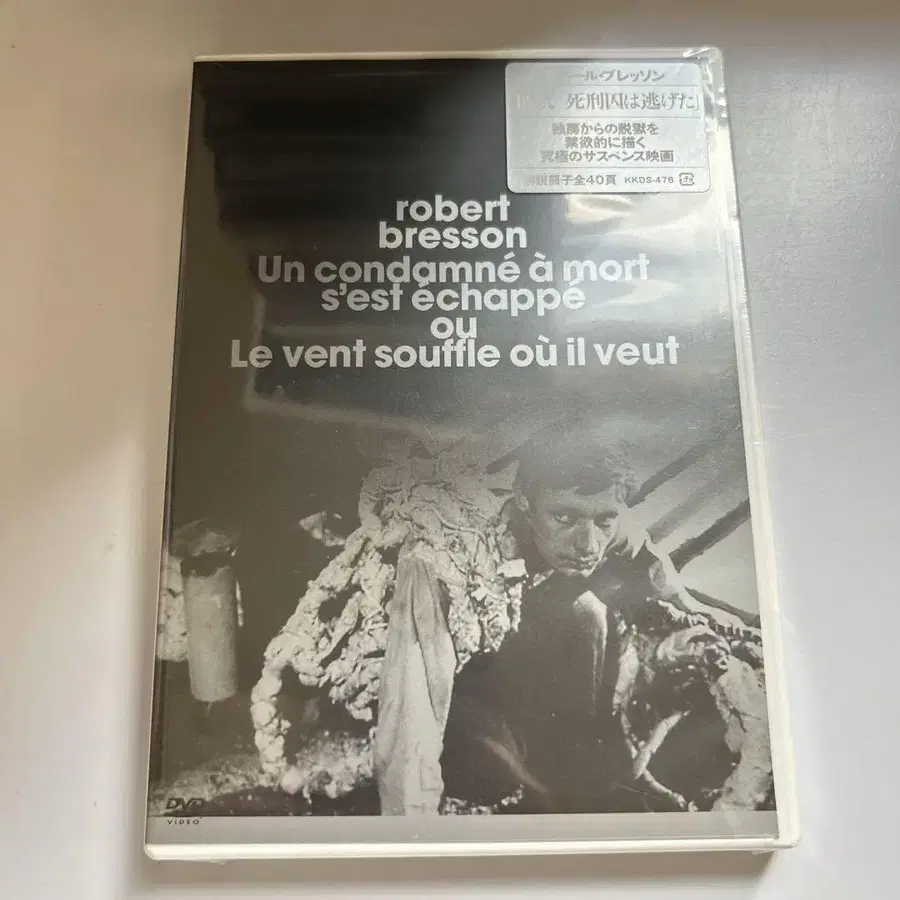 ール・ブレッソン
死刑囚は逃げた」
独房からの脱獄を
禁欲的に描く
究極のサスペンス映画
解説冊子全40頁 KKDS-476
robert
bresson
Un condamné à mort
s'est échappé
ou
Le vent souffle où il veut
DVD
VIDEO